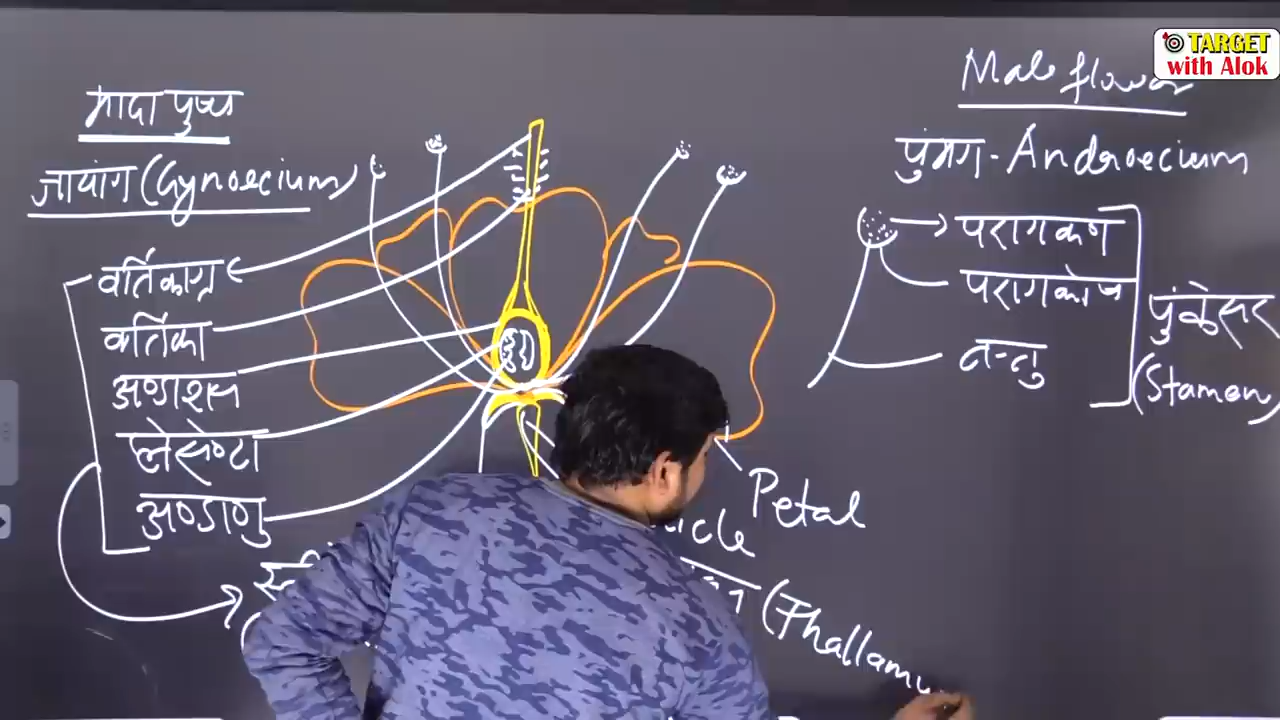 TARGET
with Alok
Male flower
मादा पुष्प
पुमंग - Androecium
जायांग (Gynoecium)
परागकण
वर्तिकाग्र
परागकोष
पुंकेसर
वर्तिका
तन्तु
(Stamen)
अण्डाशय
प्लेसेण्टा
Petal
अण्डाणु
(Thallamu